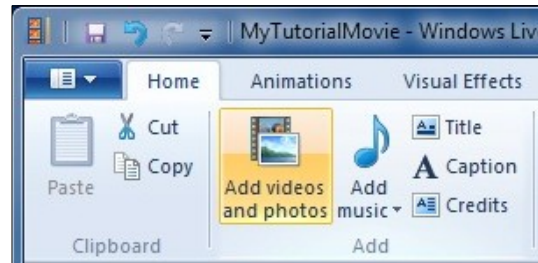 MyTutorialMovie - Windows Liv
Home Animations Visual Effects
Paste
Cut
Copy
Clipboard
Add videos
and photos
Add
music
Title
Caption
Credits
Add